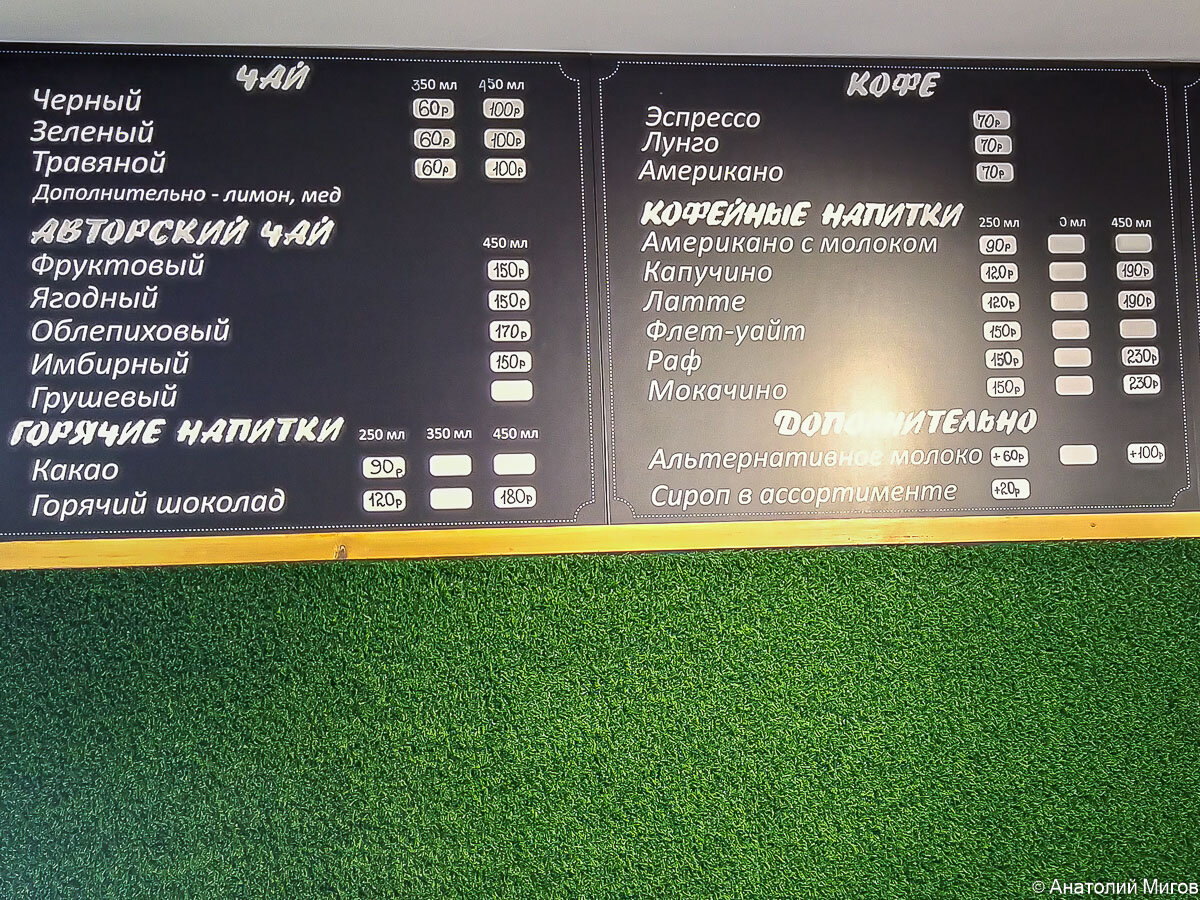 ЧАЙ 350 мл 450 мл
Черный 60р 100р
Зеленый 60р 100р
Травяной 60р 100р
Дополнительно - лимон, мед
АВТОРСКИЙ ЧАЙ 450 мл
Фруктовый 150р
Ягодный 150р
Облепиховый 170р
Имбирный 150р
Грушевый
ГОРЯЧИЕ НАПИТКИ 250 мл 350 мл 450 мл
Какао 90р
Горячий шоколад 120р 180р
КОФЕ
Эспрессо 70р
Лунго 70р
Американо 70р
КОФЕЙНЫЕ НАПИТКИ 250 мл 0 мл 450 мл
Американо с молоком 90р
Капучино 120р 190р
Латте 120р 190р
Флет-уайт 150р
Раф 150р 230р
Мокачино 150р 230р
ДОПОЛНИТЕЛЬНО
Альтернативное молоко +60р +100р
Сироп в ассортименте +20р
© Анатолий Мигов